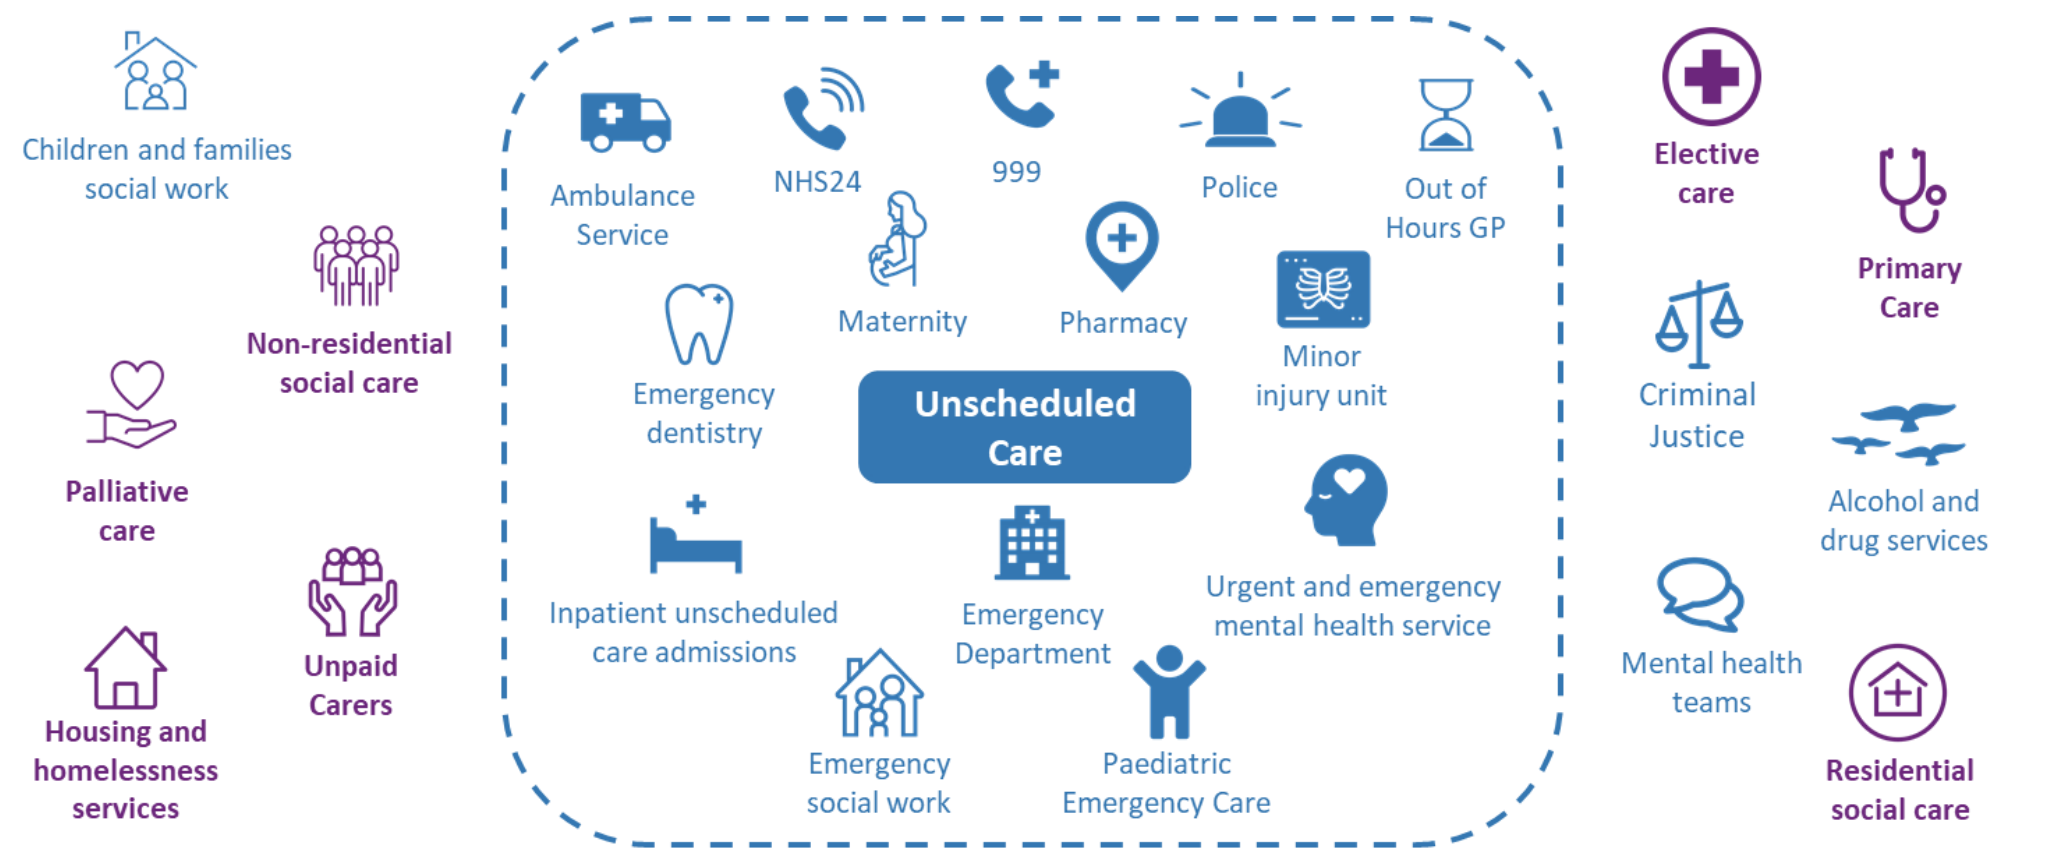 Children and families
social work
Non-residential
social care
Palliative
care
Unpaid
Carers
Housing and
homelessness
services
Ambulance
Service
NHS24
999
Police
Out of
Hours GP
Maternity
Pharmacy
Minor
injury unit
Emergency
dentistry
Unscheduled
Care
Inpatient unscheduled
care admissions
Emergency
Department
Urgent and emergency
mental health service
Emergency
social work
Paediatric
Emergency Care
Elective
care
Primary
Care
Criminal
Justice
Alcohol and
drug services
Mental health
teams
Residential
social care